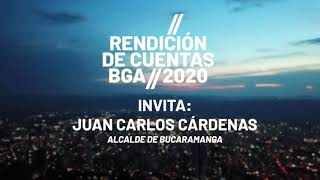 RENDICIÓN
DE CUENTAS
BGA//2020
INVITA:
JUAN CARLOS CÁRDENAS
ALCALDE DE BUCARAMANGA